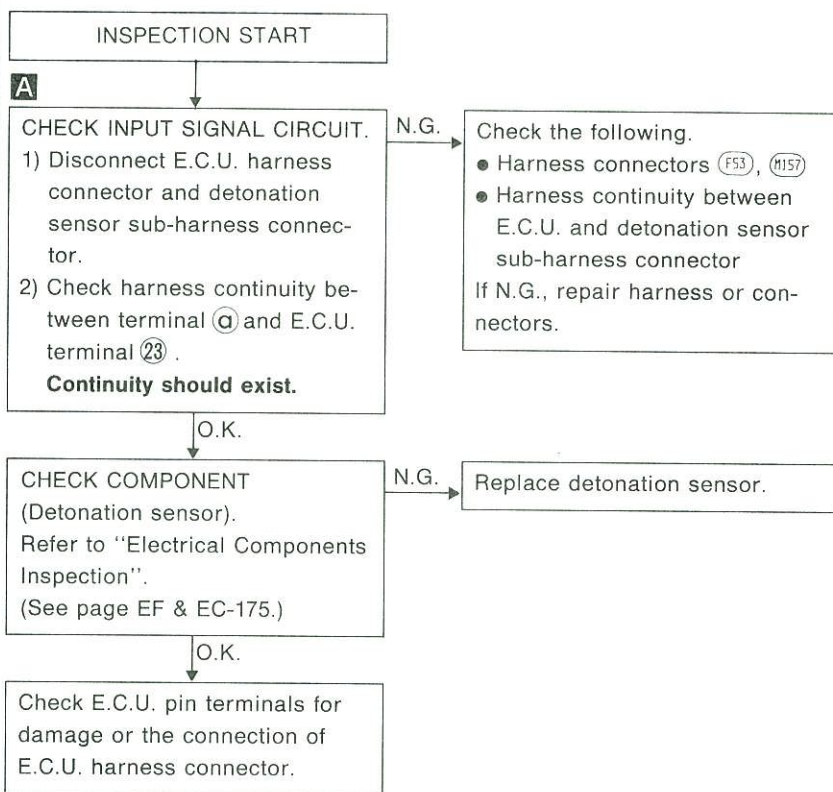 INSPECTION START
A
CHECK INPUT SIGNAL CIRCUIT.
1) Disconnect E.C.U. harness
connector and detonation
sensor sub-harness connec-
tor.
2) Check harness continuity be-
tween terminal ⓐ and E.C.U.
terminal ㉓ .
Continuity should exist.
N.G.
Check the following.
● Harness connectors F53, M157
● Harness continuity between
E.C.U. and detonation sensor
sub-harness connector
If N.G., repair harness or con-
nectors.
O.K.
CHECK COMPONENT
(Detonation sensor).
Refer to "Electrical Components
Inspection".
(See page EF & EC-175.)
N.G.
Replace detonation sensor.
O.K.
Check E.C.U. pin terminals for
damage or the connection of
E.C.U. harness connector.